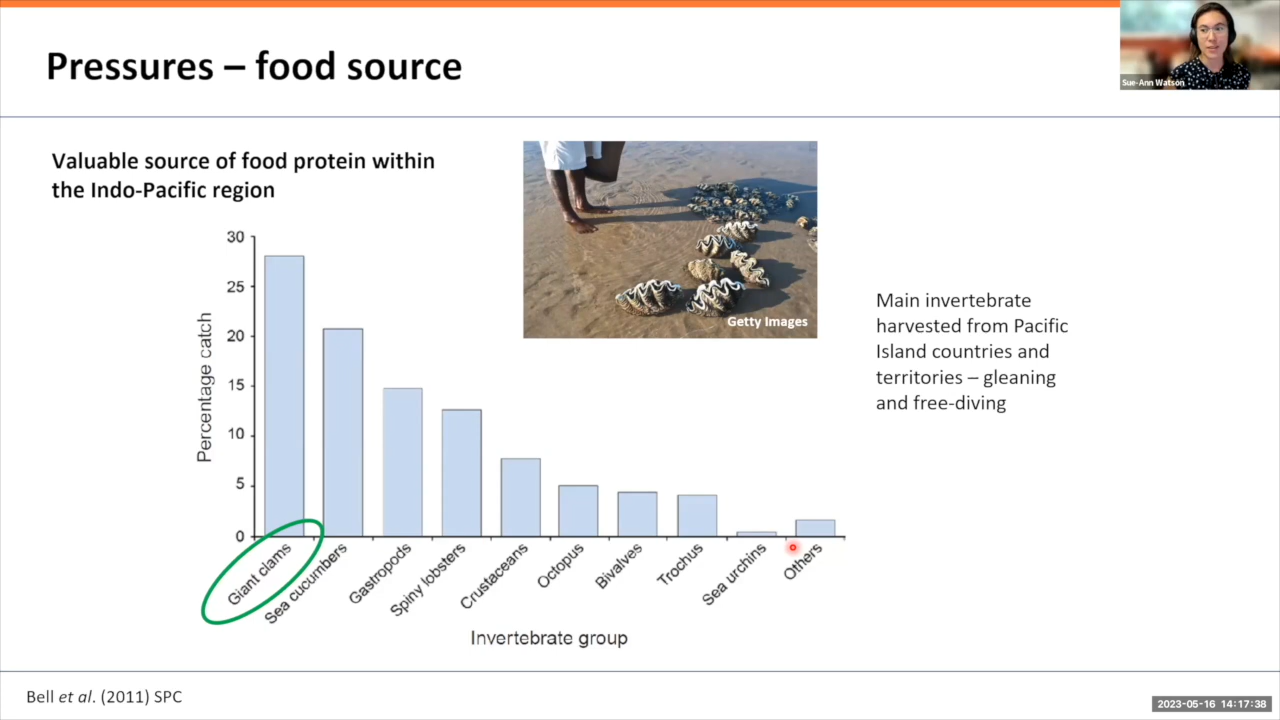 Pressures – food source
Sue-Ann Watson
Valuable source of food protein within
the Indo-Pacific region
Getty Images
Main invertebrate
harvested from Pacific
Island countries and
territories – gleaning
and free-diving
Percentage catch
30
25
20
15
10
5
0
Giant clams
Sea cucumbers
Gastropods
Spiny lobsters
Crustaceans
Octopus
Bivalves
Trochus
Sea urchins
Others
Invertebrate group
Bell et al. (2011) SPC
2023-05-16 14:17:38